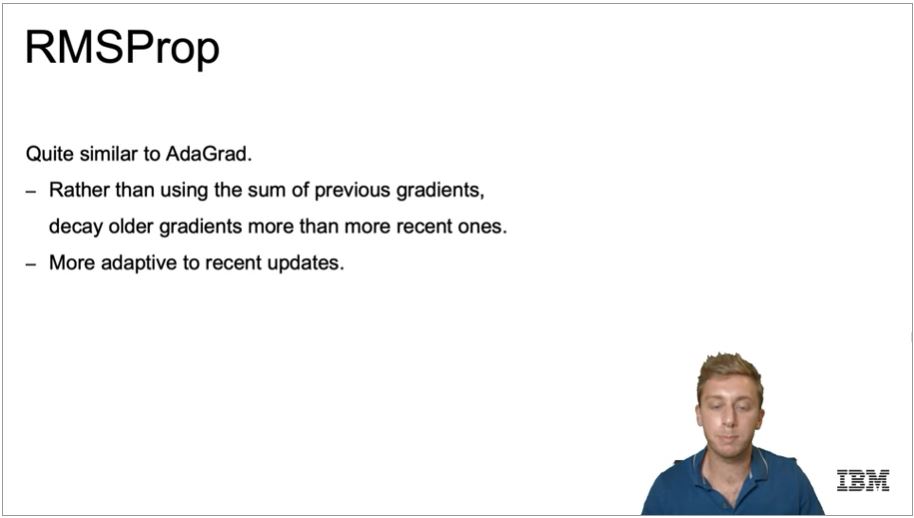 RMSProp
Quite similar to AdaGrad.
– Rather than using the sum of previous gradients,
decay older gradients more than more recent ones.
– More adaptive to recent updates.
IBM